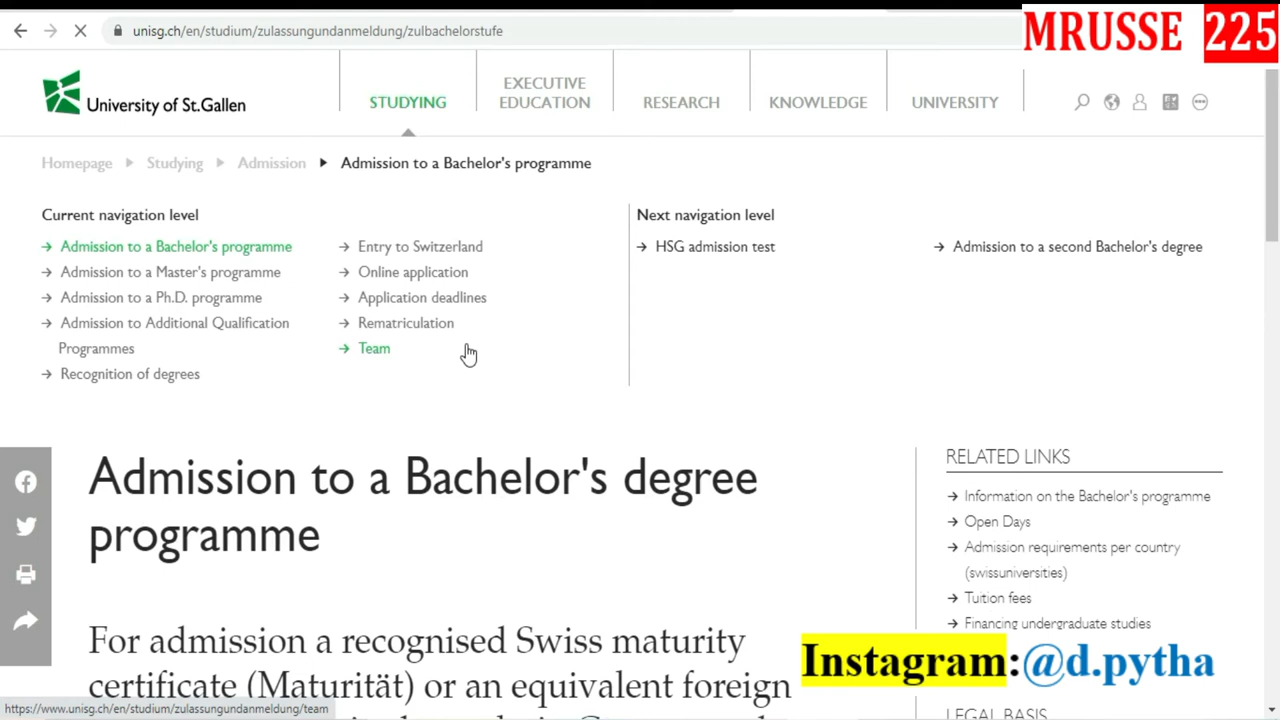 unisg.ch/en/studium/zulassungundanmeldung/zulbachelorstufe
MRUSSE 225
University of St.Gallen
STUDYING
EXECUTIVE
EDUCATION
RESEARCH
KNOWLEDGE
UNIVERSITY
Homepage Studying Admission Admission to a Bachelor's programme
Current navigation level
Admission to a Bachelor's programme
Admission to a Master's programme
Admission to a Ph.D. programme
Admission to Additional Qualification
Programmes
Recognition of degrees
Entry to Switzerland
Online application
Application deadlines
Rematriculation
Team
Next navigation level
HSG admission test
Admission to a second Bachelor's degree
Admission to a Bachelor's degree
programme
For admission a recognised Swiss maturity
certificate (Maturität) or an equivalent foreign
RELATED LINKS
Information on the Bachelor's programme
Open Days
Admission requirements per country
(swissuniversities)
Tuition fees
Financing undergraduate studies
Instagram:@d.pytha
LEGAL BASIS
https://www.unisg.ch/en/studium/zulassungundanmeldung/team